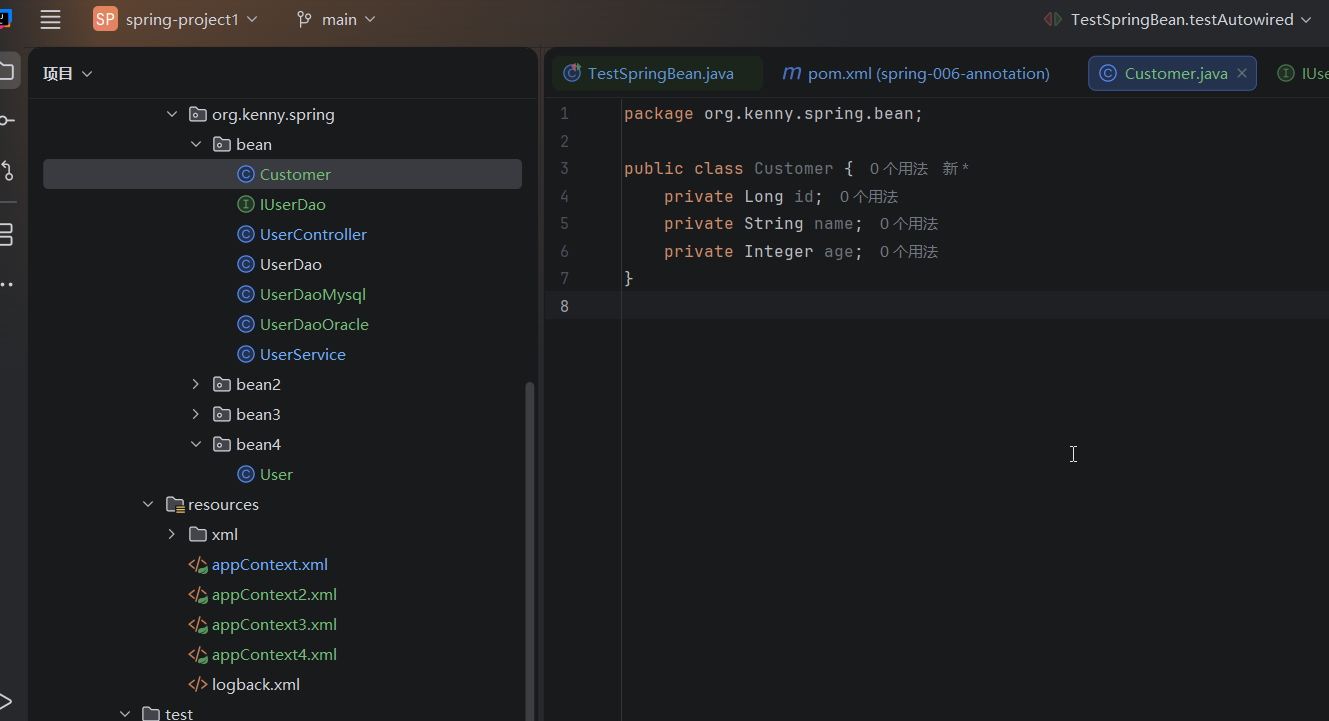 SP spring-project1 main TestSpringBean.testAutowired
项目
org.kenny.spring
bean
Customer
IUserDao
UserController
UserDao
UserDaoMysql
UserDaoOracle
UserService
bean2
bean3
bean4
User
resources
xml
appContext.xml
appContext2.xml
appContext3.xml
appContext4.xml
logback.xml
test
TestSpringBean.java pom.xml (spring-006-annotation) Customer.java IUse
1 package org.kenny.spring.bean;
2
3 public class Customer { 0 个用法 新 *
4 private Long id; 0 个用法
5 private String name; 0 个用法
6 private Integer age; 0 个用法
7 }
8